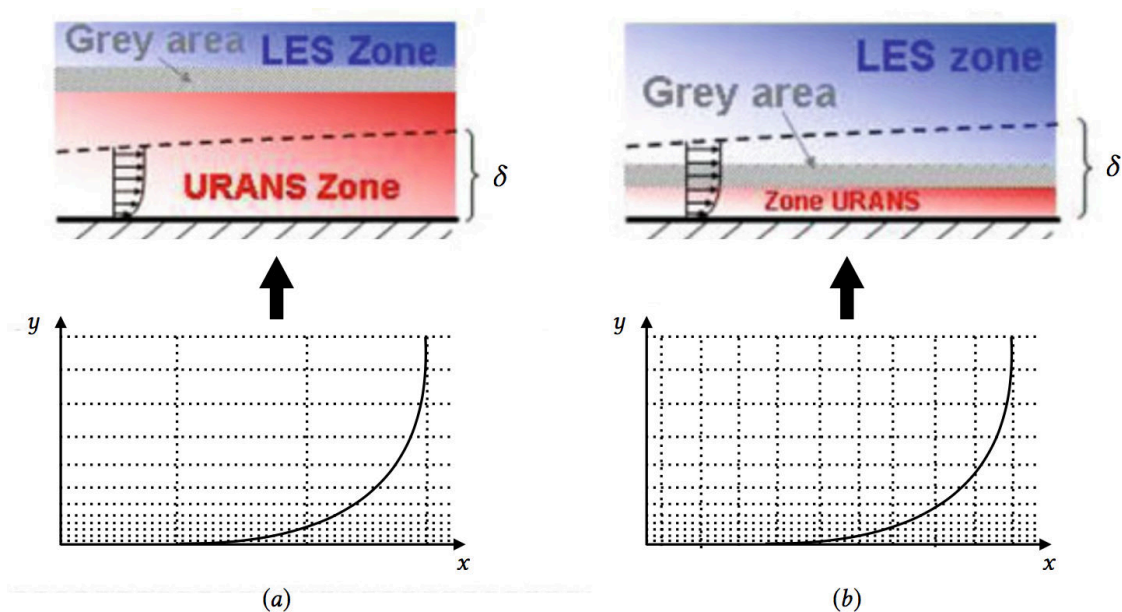 Grey area LES Zone
URANS Zone
δ
y
x
(a)
LES zone
Grey area
Zone URANS
δ
y
x
(b)